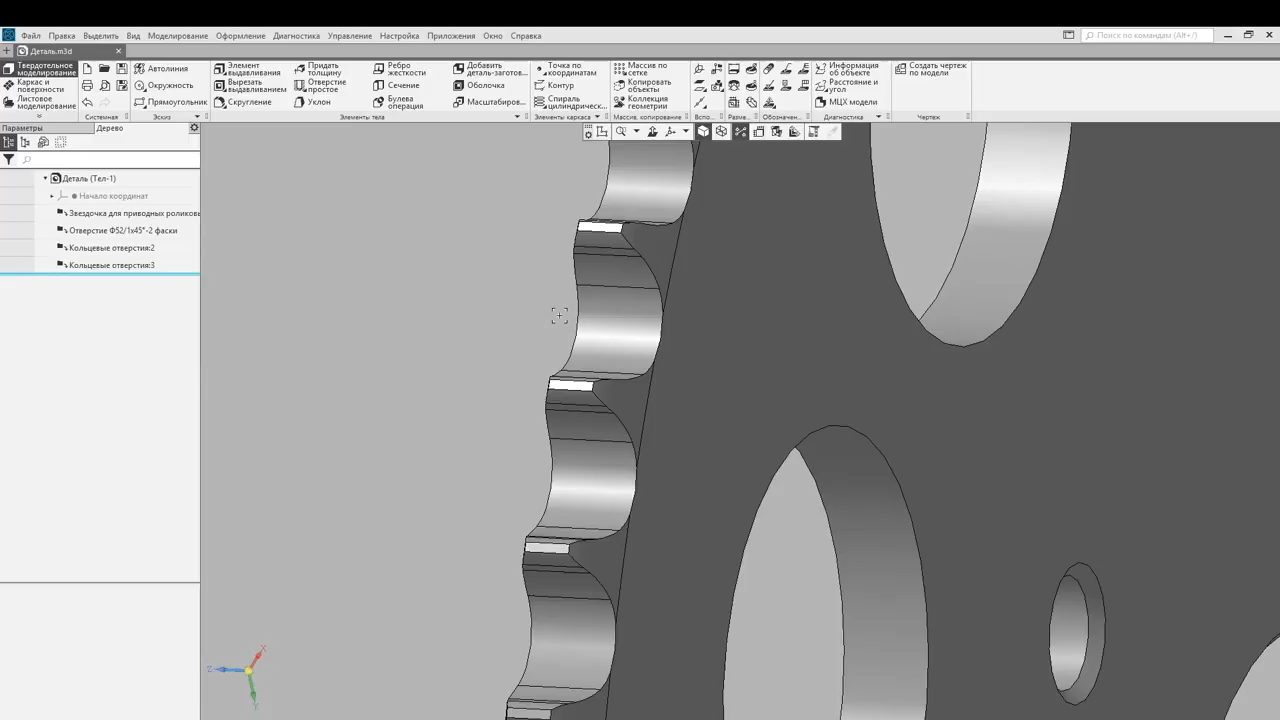 Файл Правка Выделить Вид Моделирование Оформление Диагностика Управление Настройка Приложения Окно Справка
Поиск по командам (Alt+/)
Деталь.m3d
Твердотельное моделирование
Каркас и поверхности
Листовое моделирование
Системная
Автолиния
Окружность
Прямоугольник
Эскиз
Элемент выдавливания
Вырезать выдавливанием
Скругление
Придать толщину
Отверстие простое
Уклон
Ребро жесткости
Сечение
Булева операция
Добавить деталь-заготов...
Оболочка
Масштабиров...
Элементы тела
Точка по координатам
Контур
Спираль цилиндрическ...
Элементы каркаса
Массив по сетке
Копировать объекты
Коллекция геометрии
Массив, копирование
Вспо...
Разме...
Обозначен...
Информация об объекте
Расстояние и угол
МЦХ модели
Диагностика
Создать чертеж по модели
Чертеж
Параметры
Дерево
Деталь (Тел-1)
Начало координат
Звездочка для приводных роликовы
Отверстие Ф52/1x45°-2 фаски
Кольцевые отверстия:2
Кольцевые отверстия:3
X
Z
Y